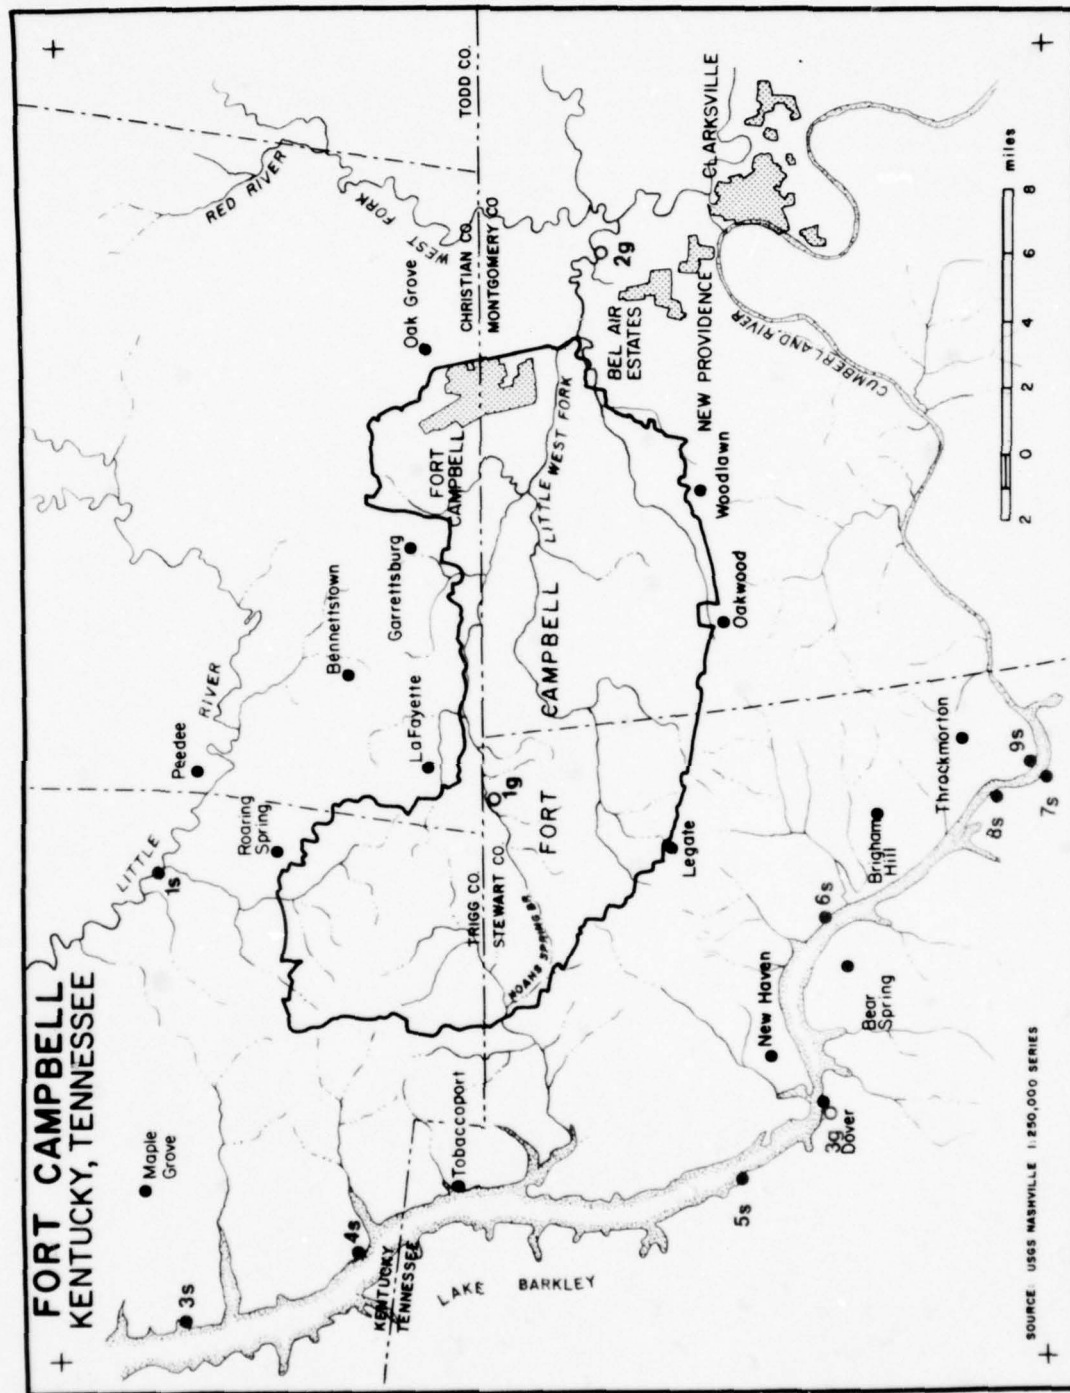 FORT CAMPBELL
KENTUCKY, TENNESSEE
TODD CO.
RED RIVER
WEST FORK
CHRISTIAN CO.
MONTGOMERY CO
Oak Grove
CLARKSVILLE
2g
BEL AIR
ESTATES
NEW PROVIDENCE
CUMBERLAND RIVER
FORT
CAMPBELL
LITTLE WEST FORK
Woodlawn
Garrettsburg
Bennettstown
Oakwood
Peedee
LITTLE RIVER
LaFayette
FORT CAMPBELL
1g
Roaring
Spring
1s
TRIGG CO.
STEWART CO.
NOAHS SPRING BR.
Legate
Thrackmorton
9s
7s
8s
Brigham
Hill
6s
New Haven
Bear
Spring
Maple
Grove
Tobaccoport
3g
Dover
5s
4s
3s
KENTUCKY
TENNESSEE
LAKE BARKLEY
2 0 2 4 6 8
miles
SOURCE: USGS NASHVILLE 1:250,000 SERIES